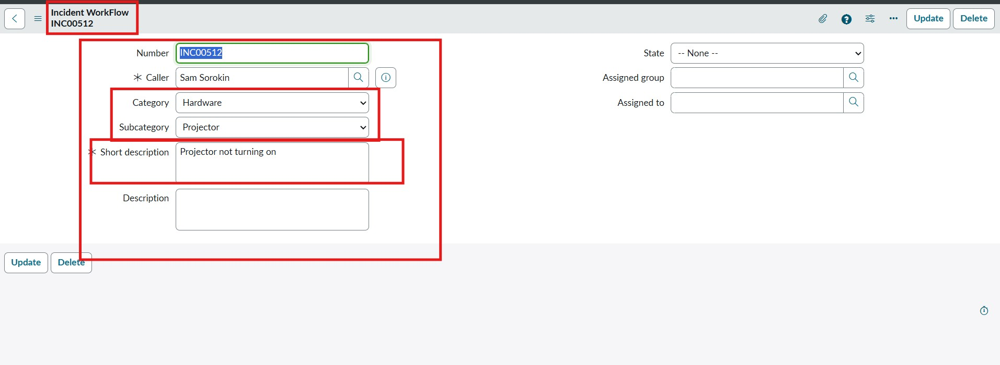 Incident WorkFlow
INC00512
Update
Delete
Number
INC00512
Caller
Sam Sorokin
Category
Hardware
Subcategory
Projector
Short description
Projector not turning on
Description
State
-- None --
Assigned group
Assigned to
Update
Delete